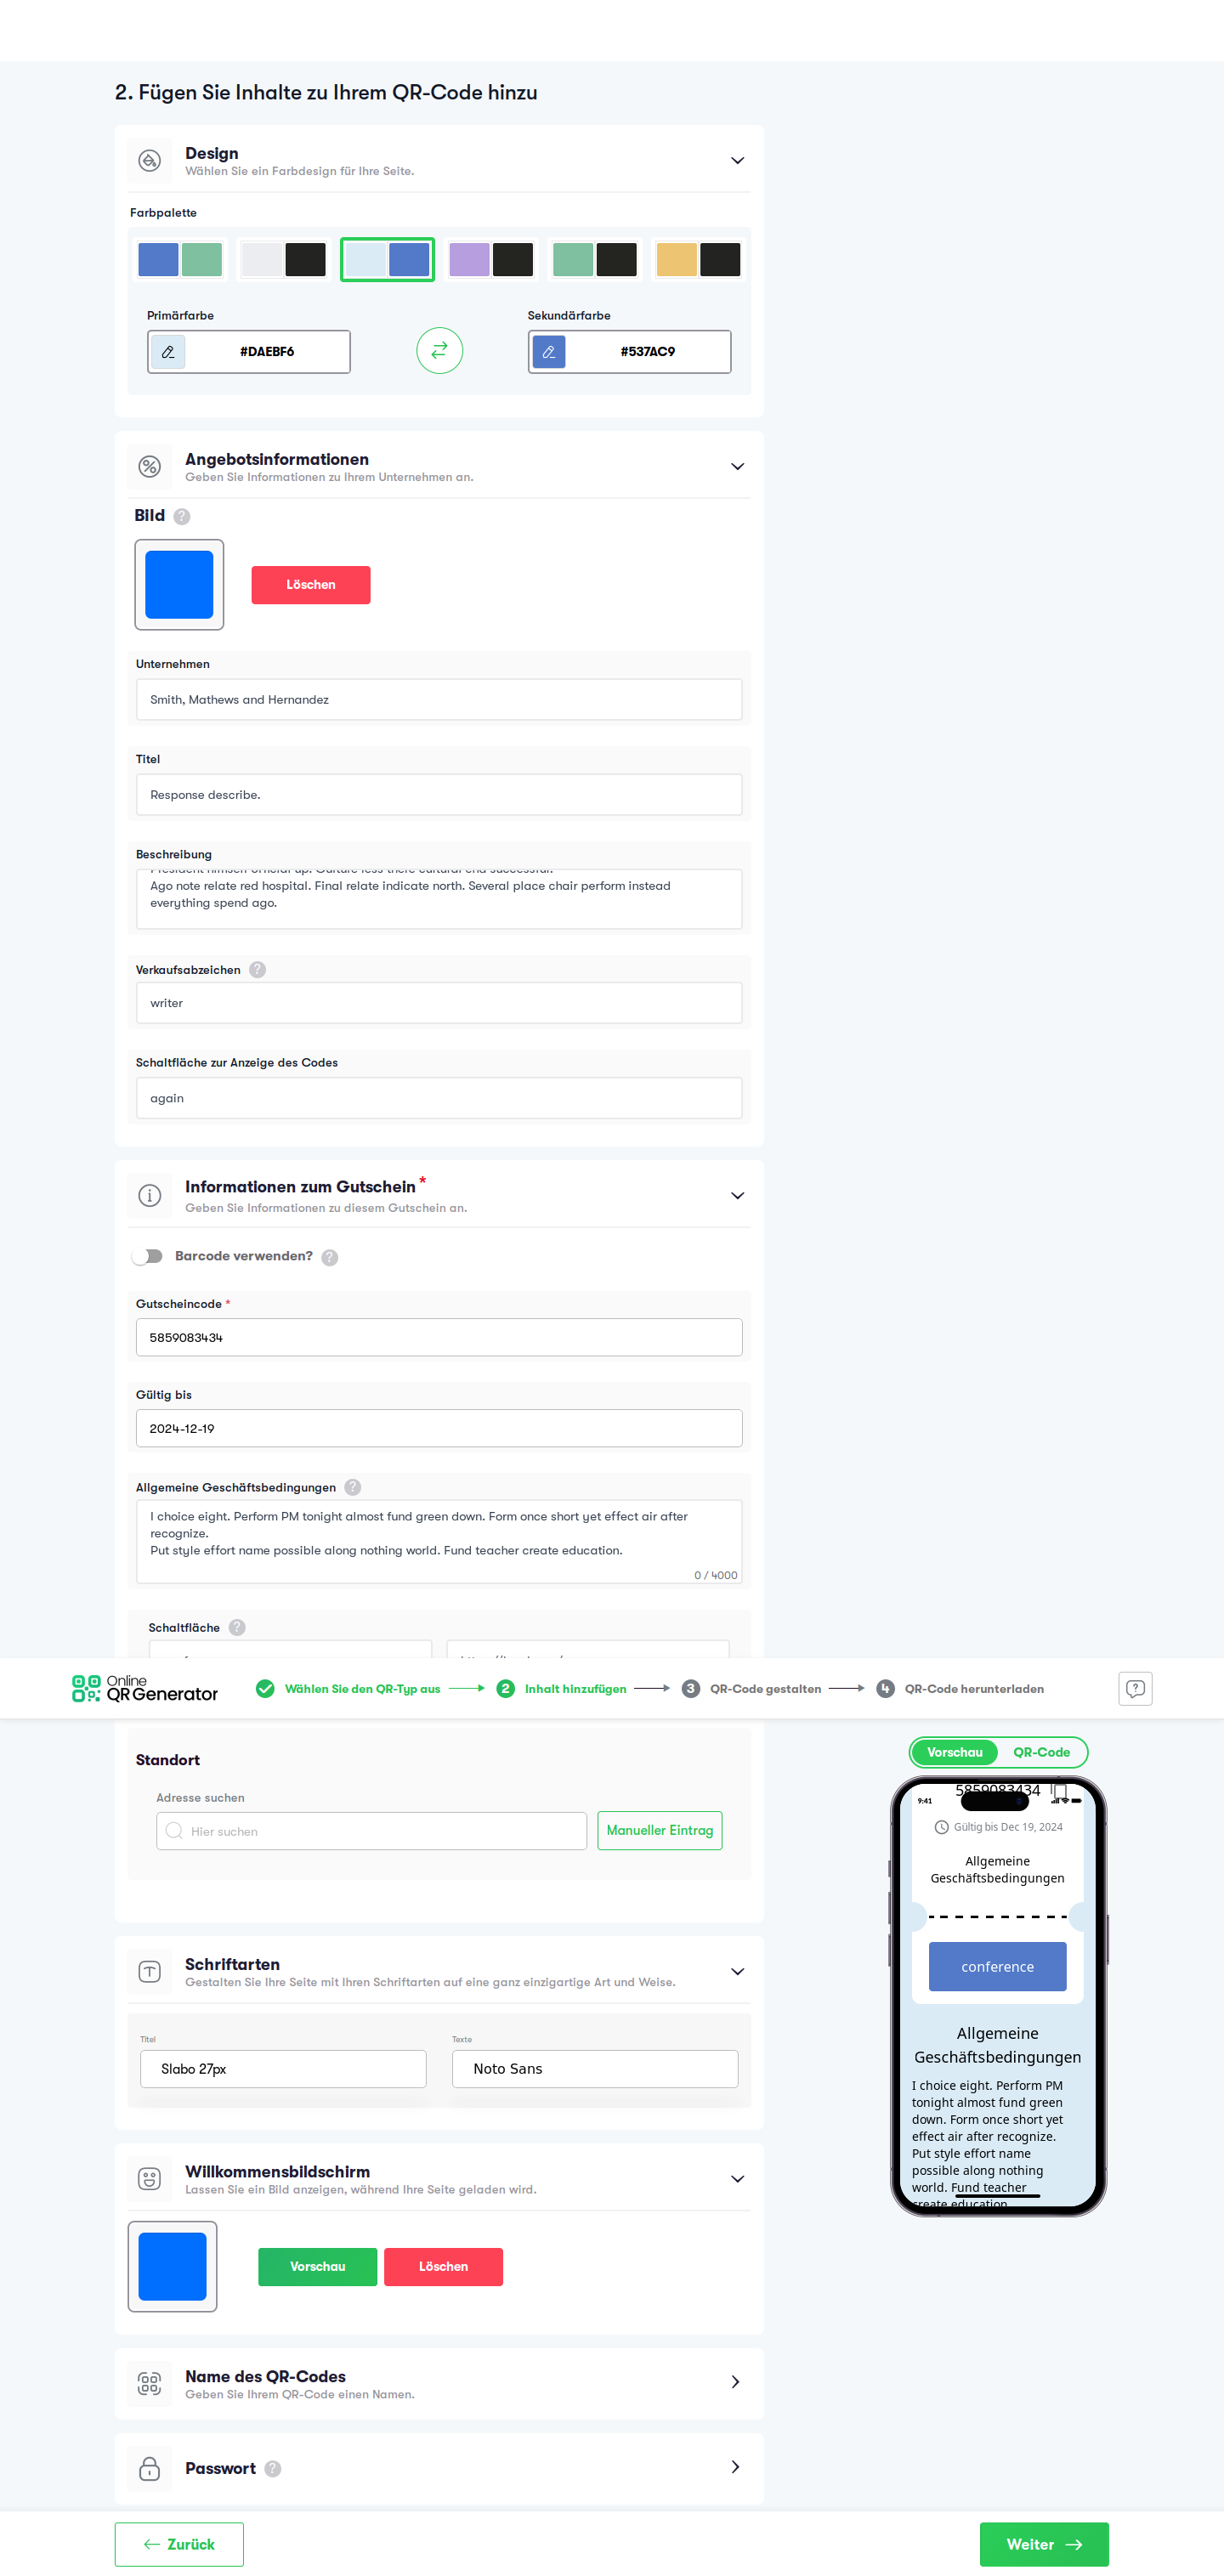 2. Fügen Sie Inhalte zu Ihrem QR-Code hinzu
Design
Wählen Sie ein Farbdesign für Ihre Seite.
Farbpalette
Primärfarbe
Sekundärfarbe
#DAEBF6
#537AC9
Angebotsinformationen
Geben Sie Informationen zu Ihrem Unternehmen an.
Bild ?
Löschen
Unternehmen
Smith, Mathews and Hernandez
Titel
Response describe.
Beschreibung
President himself official up. Culture less there cultural end successful.
Ago note relate red hospital. Final relate indicate north. Several place chair perform instead
everything spend ago.
Verkaufsabzeichen ?
writer
Schaltfläche zur Anzeige des Codes
again
Informationen zum Gutschein *
Geben Sie Informationen zu diesem Gutschein an.
Barcode verwenden? ?
Gutscheincode *
5859083434
Gültig bis
2024-12-19
Allgemeine Geschäftsbedingungen ?
I choice eight. Perform PM tonight almost fund green down. Form once short yet effect air after
recognize.
Put style effort name possible along nothing world. Fund teacher create education.
0 / 4000
Schaltfläche ?
Online
QR Generator
Wählen Sie den QR-Typ aus
2 Inhalt hinzufügen
3 QR-Code gestalten
4 QR-Code herunterladen
Standort
Adresse suchen
Hier suchen
Manueller Eintrag
Schriftarten
Gestalten Sie Ihre Seite mit Ihren Schriftarten auf eine ganz einzigartige Art und Weise.
Titel
Texte
Slabo 27px
Noto Sans
Willkommensbildschirm
Lassen Sie ein Bild anzeigen, während Ihre Seite geladen wird.
Vorschau
Löschen
Name des QR-Codes
Geben Sie Ihrem QR-Code einen Namen.
Passwort ?
Vorschau
QR-Code
5859083434
9:41
Gültig bis Dec 19, 2024
Allgemeine
Geschäftsbedingungen
conference
Allgemeine
Geschäftsbedingungen
I choice eight. Perform PM
tonight almost fund green
down. Form once short yet
effect air after recognize.
Put style effort name
possible along nothing
world. Fund teacher
create education.
Zurück
Weiter